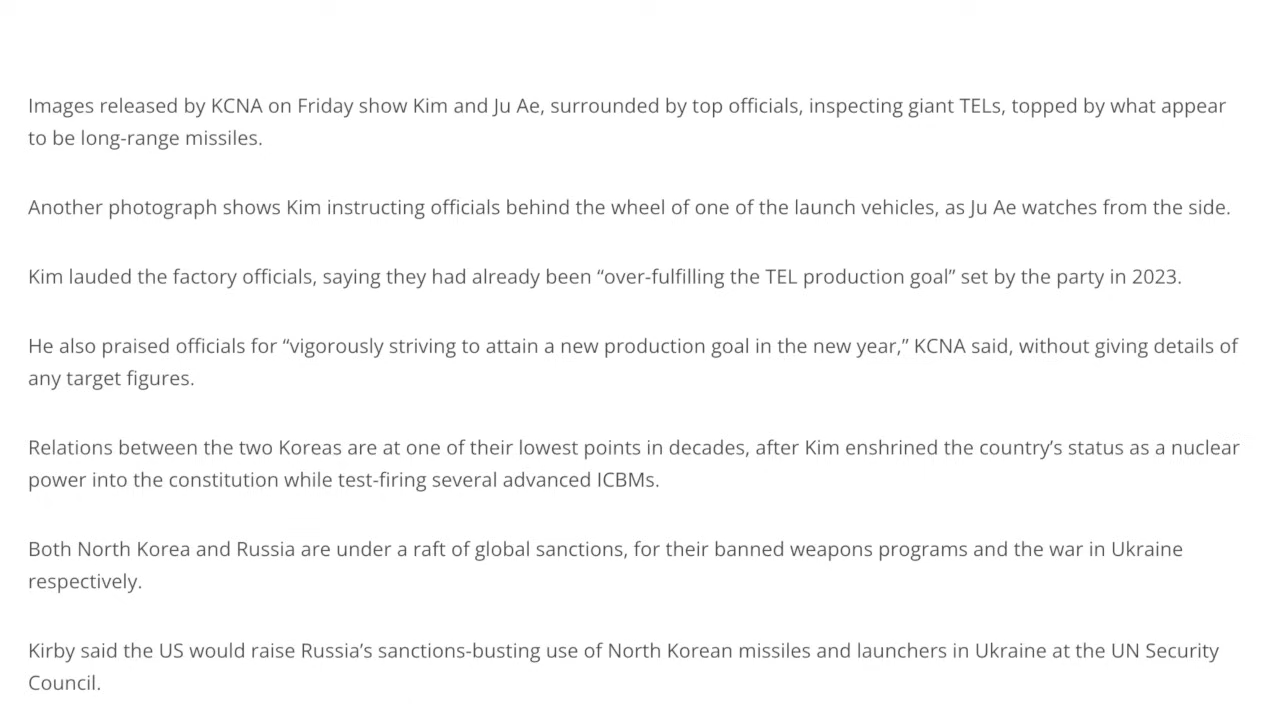 Images released by KCNA on Friday show Kim and Ju Ae, surrounded by top officials, inspecting giant TELs, topped by what appear
to be long-range missiles.
Another photograph shows Kim instructing officials behind the wheel of one of the launch vehicles, as Ju Ae watches from the side.
Kim lauded the factory officials, saying they had already been “over-fulfilling the TEL production goal” set by the party in 2023.
He also praised officials for “vigorously striving to attain a new production goal in the new year,” KCNA said, without giving details of
any target figures.
Relations between the two Koreas are at one of their lowest points in decades, after Kim enshrined the country’s status as a nuclear
power into the constitution while test-firing several advanced ICBMs.
Both North Korea and Russia are under a raft of global sanctions, for their banned weapons programs and the war in Ukraine
respectively.
Kirby said the US would raise Russia’s sanctions-busting use of North Korean missiles and launchers in Ukraine at the UN Security
Council.